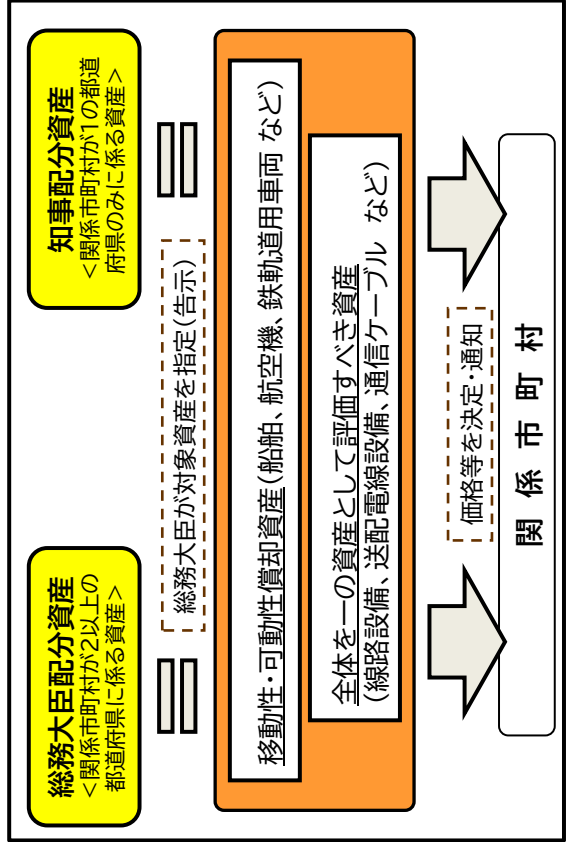 総務大臣配分資産
<関係市町村が2以上の
都道府県に係る資産>
知事配分資産
<関係市町村が1の都道
府県のみに係る資産>
総務大臣が対象資産を指定(告示)
移動性・可動性償却資産(船舶、航空機、鉄軌道用車両 など)
全体を一の資産として評価すべき資産
(線路設備、送配電線設備、通信ケーブル など)
価格等を決定・通知
関 係 市 町 村